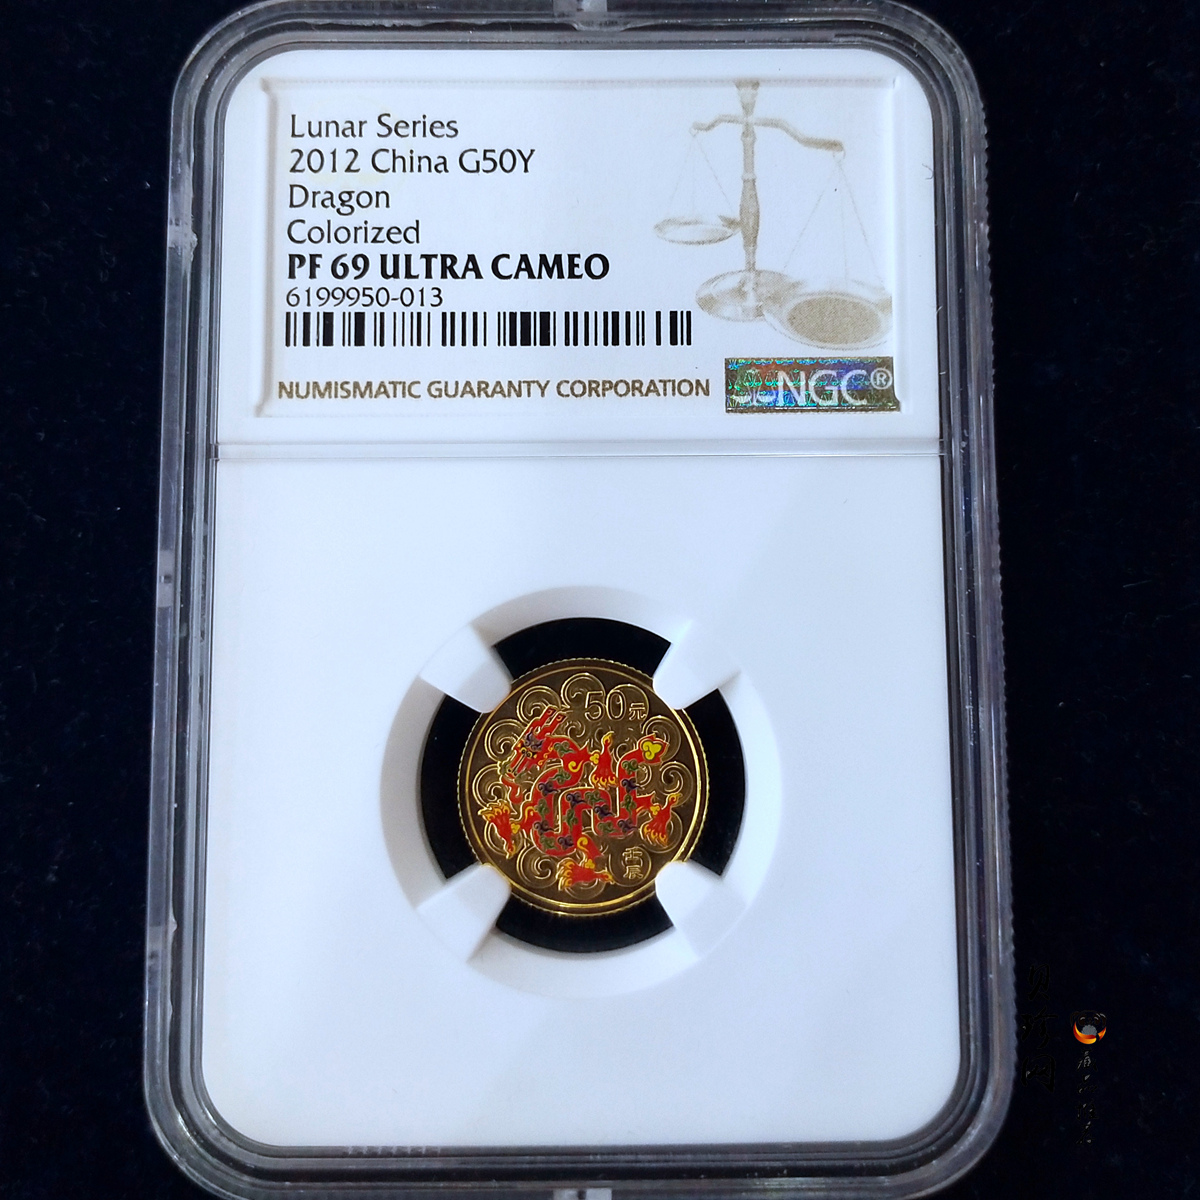 Lunar Series
2012 China G50Y
Dragon
Colorized
PF 69 ULTRA CAMEO
6199950-013
NUMISMATIC GUARANTY CORPORATION
NGC®
50元
壬辰